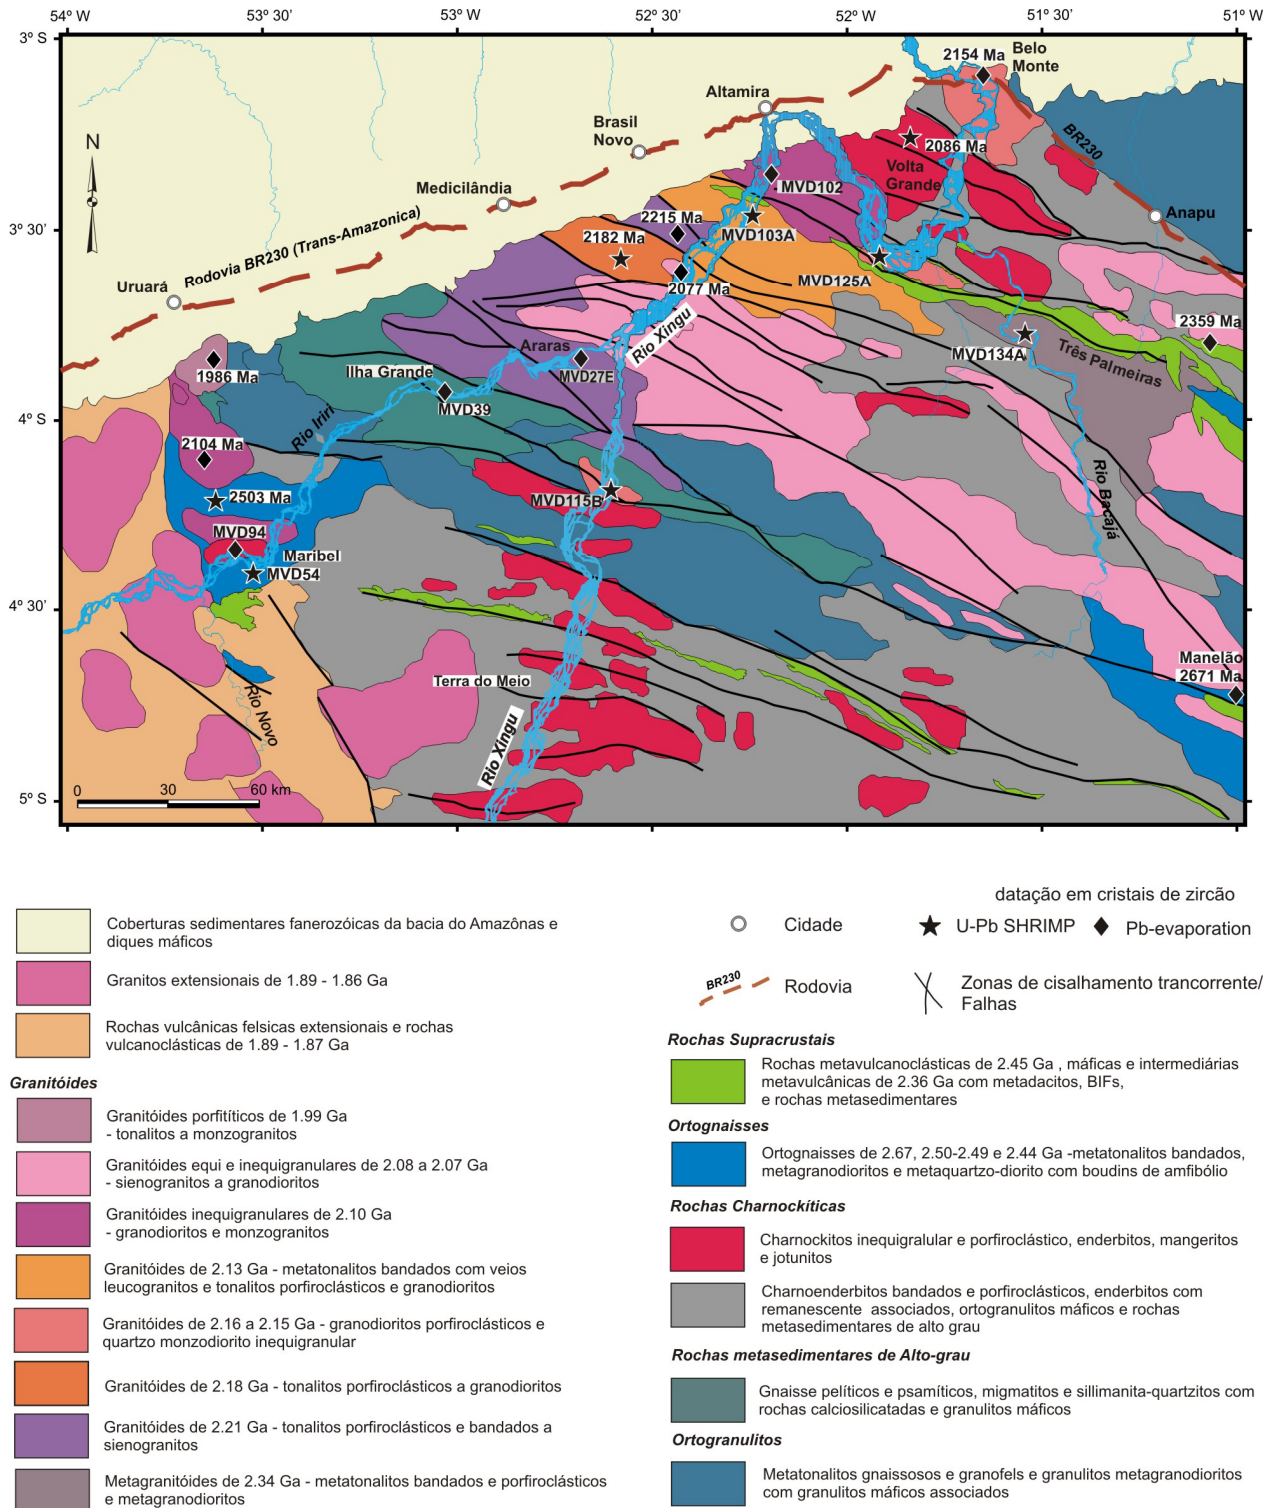 54º W
53º 30'
53º W
52º 30'
52º W
51º 30'
51º W
3º S
3º 30'
4º S
4º 30'
5º S
2154 Ma
Belo
Monte
Altamira
Brasil
Novo
BR230
2086 Ma
Volta
Grande
Medicilândia
MVD102
Anapu
2215 Ma
MVD103A
2182 Ma
Rodovia BR230 (Trans-Amazonica)
Uruará
2077 Ma
MVD125A
Rio Xingu
2359 Ma
MVD134A
Três Palmeiras
Araras
MVD27E
1986 Ma
Ilha Grande
MVD39
Rio Iriri
2104 Ma
2503 Ma
MVD115B
Rio Bacajá
MVD94
Maribel
MVD54
Manelão
2671 Ma
Terra do Meio
Rio Novo
Rio Xingu
N
0 30 60 km
Coberturas sedimentares fanerozóicas da bacia do Amazônas e
diques máficos
Granitos extensionais de 1.89 - 1.86 Ga
Rochas vulcânicas felsicas extensionais e rochas
vulcanoclásticas de 1.89 - 1.87 Ga
Granitóides
Granitóides porfitíticos de 1.99 Ga
- tonalitos a monzogranitos
Granitóides equi e inequigranulares de 2.08 a 2.07 Ga
- sienogranitos a granodioritos
Granitóides inequigranulares de 2.10 Ga
- granodioritos e monzogranitos
Granitóides de 2.13 Ga - metatonalitos bandados com veios
leucogranitos e tonalitos porfiroclásticos e granodioritos
Granitóides de 2.16 a 2.15 Ga - granodioritos porfiroclásticos e
quartzo monzodiorito inequigranular
Granitóides de 2.18 Ga - tonalitos porfiroclásticos a granodioritos
Granitóides de 2.21 Ga - tonalitos porfiroclásticos e bandados a
sienogranitos
Metagranitóides de 2.34 Ga - metatonalitos bandados e porfiroclásticos
e metagranodioritos
datação em cristais de zircão
Cidade
U-Pb SHRIMP
Pb-evaporation
BR230
Rodovia
Zonas de cisalhamento trancorrente/
Falhas
Rochas Supracrustais
Rochas metavulcanoclásticas de 2.45 Ga , máficas e intermediárias
metavulcânicas de 2.36 Ga com metadacitos, BIFs,
e rochas metasedimentares
Ortognaisses
Ortognaisses de 2.67, 2.50-2.49 e 2.44 Ga -metatonalitos bandados,
metagranodioritos e metaquartzo-diorito com boudins de amfibólio
Rochas Charnockíticas
Charnockitos inequigralular e porfiroclástico, enderbitos, mangeritos
e jotunitos
Charnoenderbitos bandados e porfiroclásticos, enderbitos com
remanescente associados, ortogranulitos máficos e rochas
metasedimentares de alto grau
Rochas metasedimentares de Alto-grau
Gnaisse pelíticos e psamíticos, migmatitos e sillimanita-quartzitos com
rochas calciosilicatadas e granulitos máficos
Ortogranulitos
Metatonalitos gnaissosos e granofels e granulitos metagranodioritos
com granulitos máficos associados